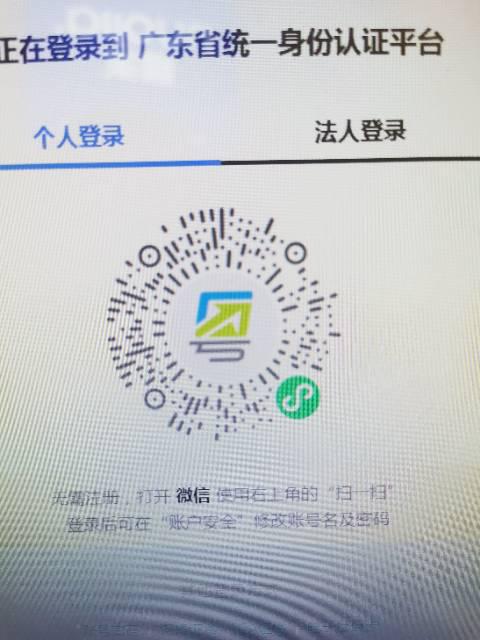 正在登录到 广东省统一身份认证平台
个人登录
法人登录
无需注册，打开 微信 使用右上角的“扫一扫”
登录后可在“账户安全”修改账号名及密码